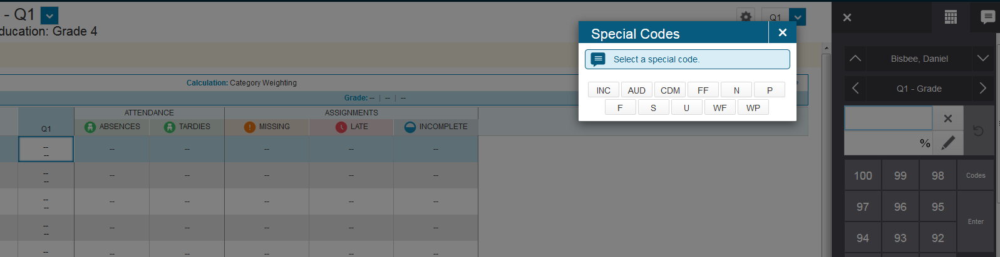 - Q1
ducation: Grade 4
Q1
Special Codes
Select a special code.
INC AUD CDM FF N P
F S U WF WP
Calculation: Category Weighting
e
Grade: -- | -- | --
ATTENDANCE ASSIGNMENTS
Q1 ABSENCES TARDIES MISSING LATE INCOMPLETE
-- -- -- -- -- --
--
-- -- -- -- -- --
--
-- -- -- -- -- --
--
-- -- -- -- -- --
--
-- -- -- -- -- --
Bisbee, Daniel
Q1 - Grade
%
100 99 98 Codes
97 96 95
Enter
94 93 92